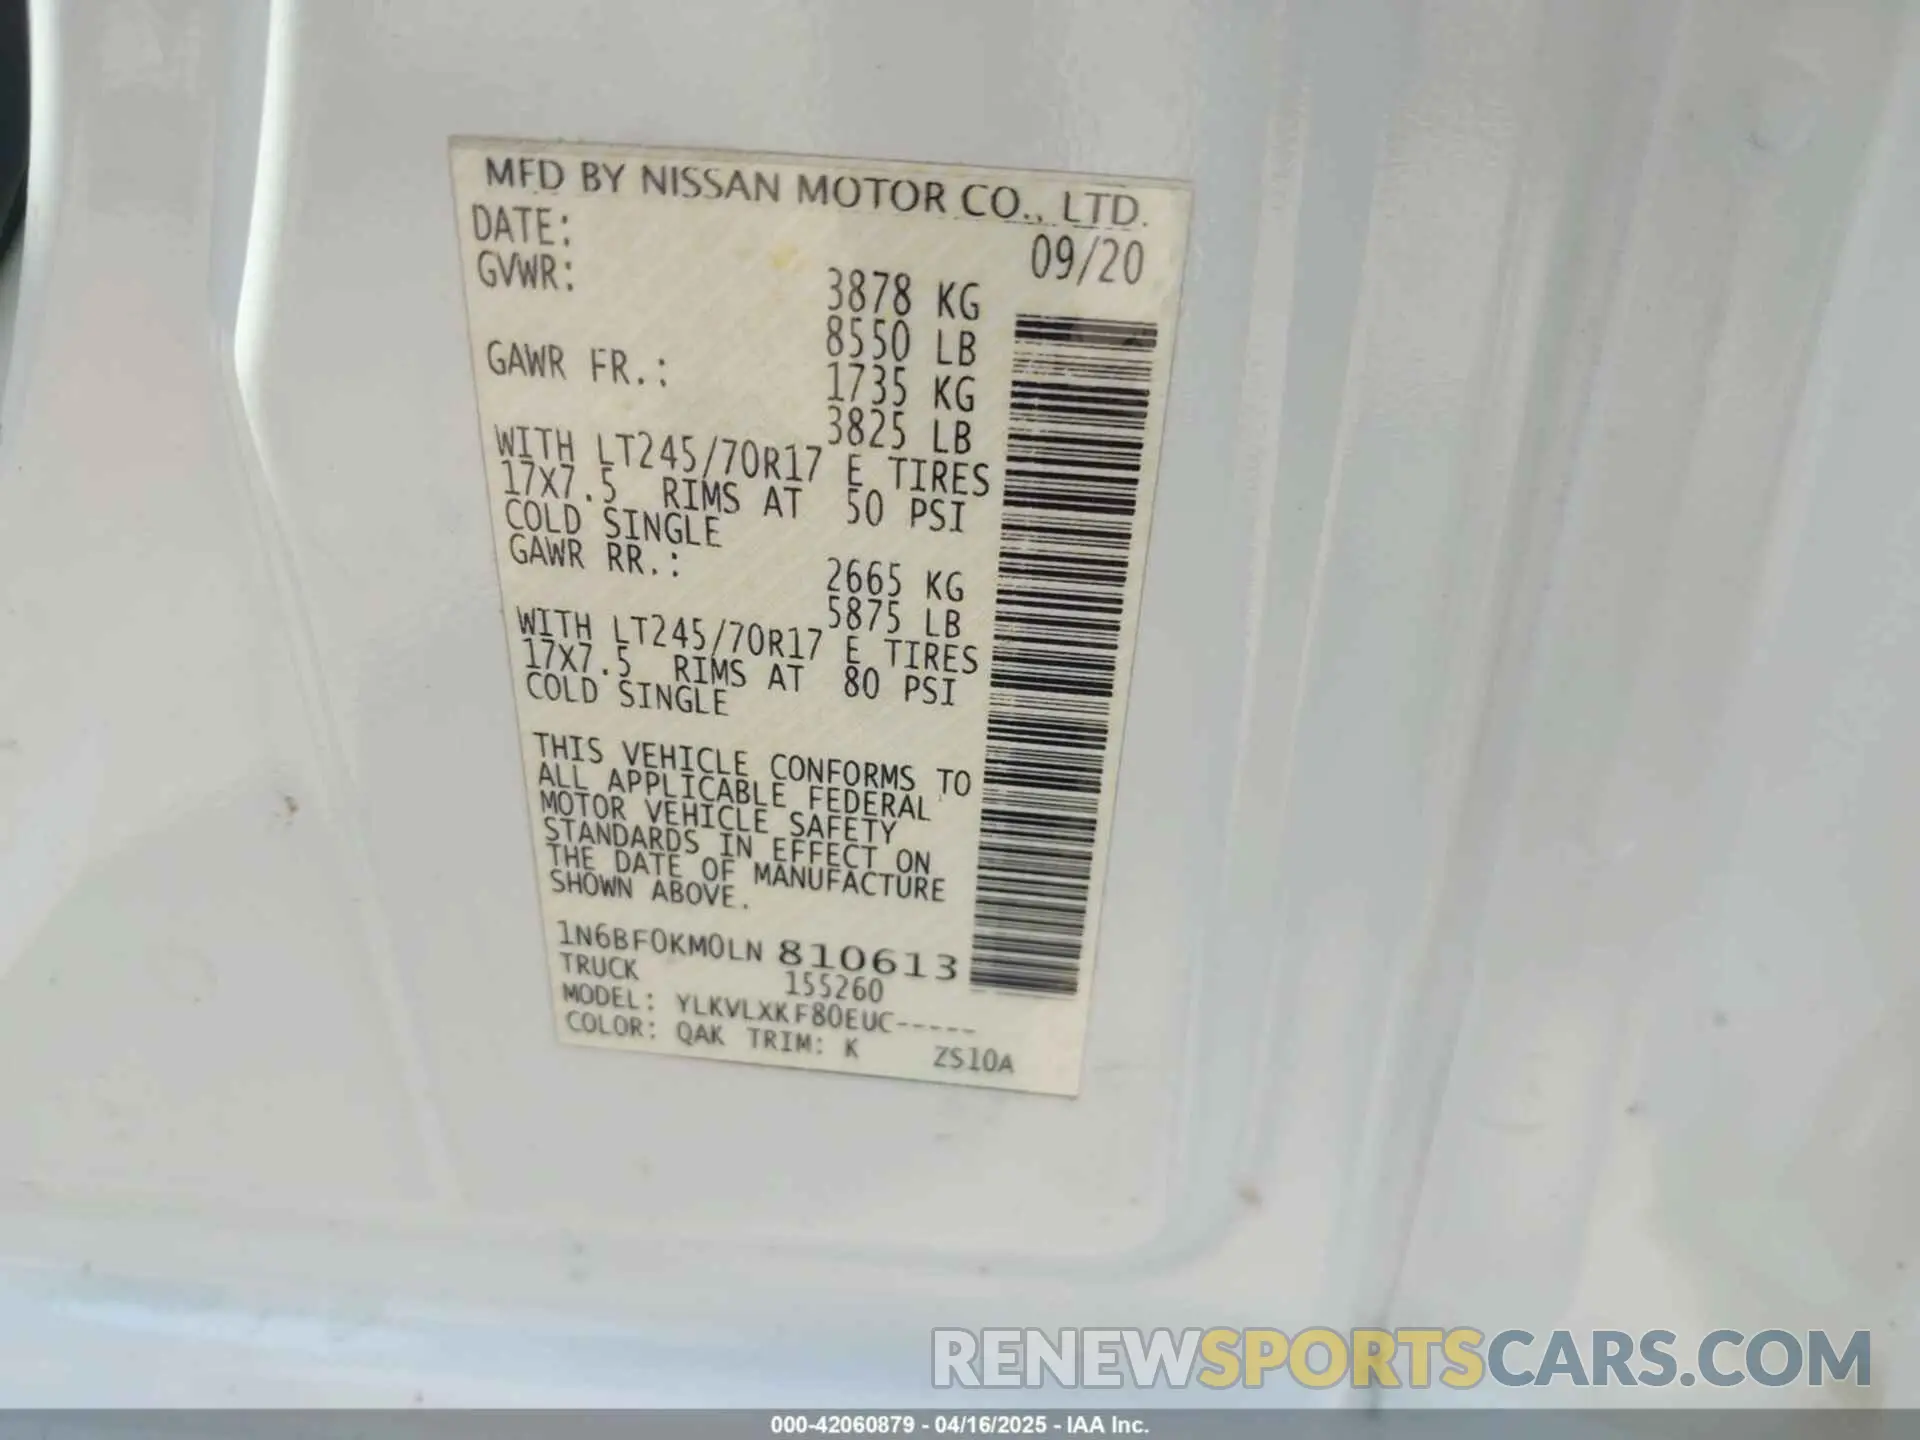 MFD BY NISSAN MOTOR CO., LTD.
DATE: 09/20
GVWR: 3878 KG
8550 LB
GAWR FR.: 1735 KG
3825 LB
WITH LT245/70R17 E TIRES
17X7.5 RIMS AT 50 PSI
COLD SINGLE
GAWR RR.: 2665 KG
5875 LB
WITH LT245/70R17 E TIRES
17X7.5 RIMS AT 80 PSI
COLD SINGLE
THIS VEHICLE CONFORMS TO
ALL APPLICABLE FEDERAL
MOTOR VEHICLE SAFETY
STANDARDS IN EFFECT ON
THE DATE OF MANUFACTURE
SHOWN ABOVE.
1N6BF0KM0LN 810613
TRUCK 155260
MODEL: YLKVLXKF80EUC-----
COLOR: QAK TRIM: K ZS10A
RENEWSPORTSCARS.COM
000-42060879 - 04/16/2025 - IAA Inc.